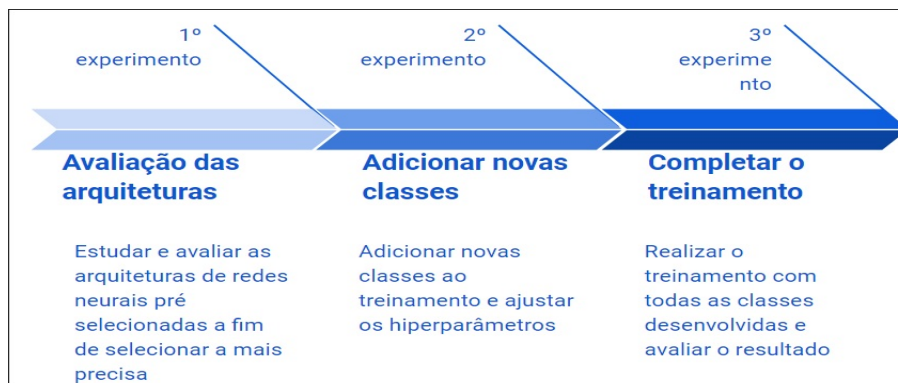 1º
experimento
2º
experimento
3º
experime
nto
Avaliação das
arquiteturas
Adicionar novas
classes
Completar o
treinamento
Estudar e avaliar as
arquiteturas de redes
neurais pré
selecionadas a fim
de selecionar a mais
precisa
Adicionar novas
classes ao
treinamento e ajustar
os hiperparâmetros
Realizar o
treinamento com
todas as classes
desenvolvidas e
avaliar o resultado